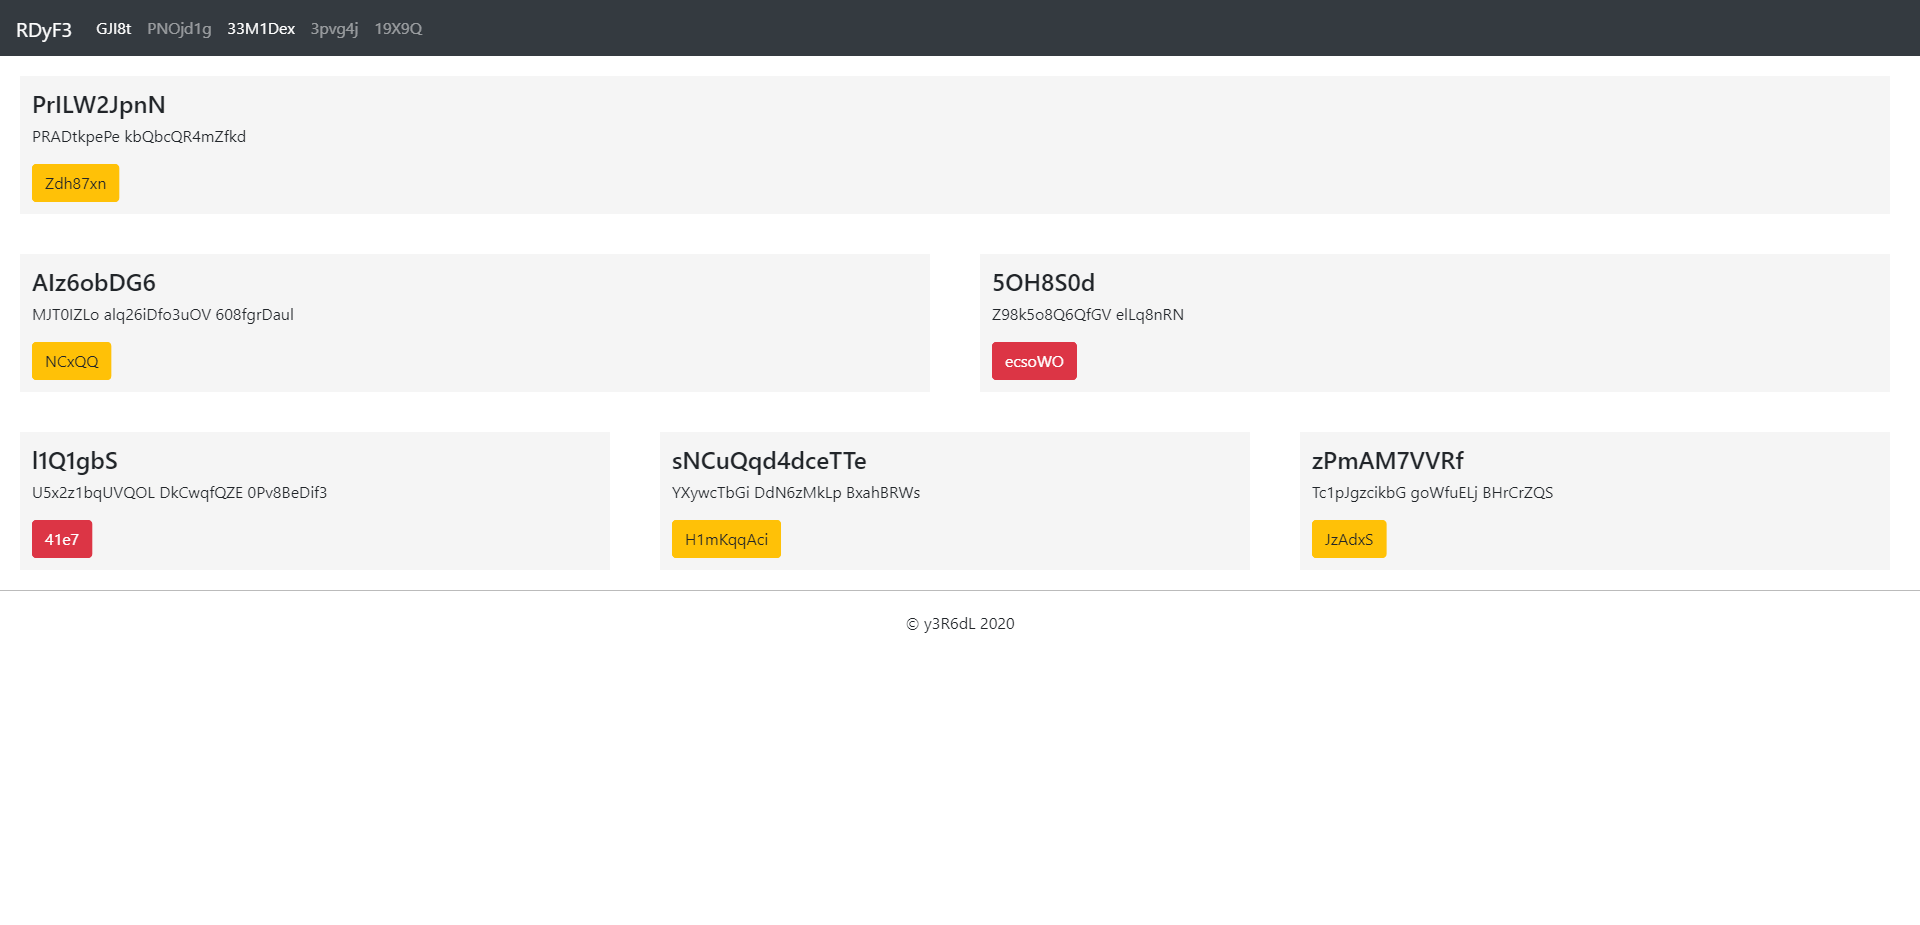 RDyF3 GJl8t PNOjd1g 33M1Dex 3pvg4j 19X9Q
PrILW2JpnN
PRADtkpePe kbQbcQR4mZfkd
Zdh87xn
AIz6obDG6
MJT0IZLo alq26iDfo3uOV 608fgrDaul
NCxQQ
5OH8S0d
Z98k5o8Q6QfGV elLq8nRN
ecsoWO
l1Q1gbS
U5x2z1bqUVQOL DkCwqfQZE 0Pv8BeDif3
41e7
sNCuQqd4dceTTe
YXywcTbGi DdN6zMkLp BxahBRWs
H1mKqqAci
zPmAM7VVRf
Tc1pJgzcikbG goWfuELj BHrCrZQS
JzAdxS
© y3R6dL 2020